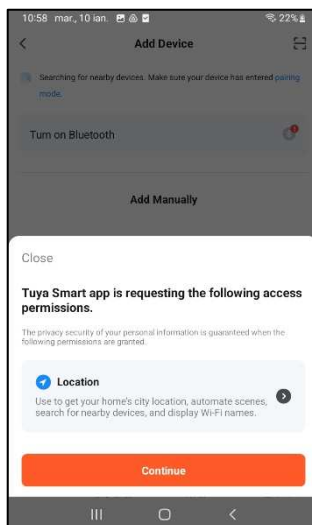 10:58 mar., 10 ian. 22%
Add Device
Searching for nearby devices. Make sure your device has entered pairing
mode.
Turn on Bluetooth
Add Manually
Close
Tuya Smart app is requesting the following access
permissions.
The privacy security of your personal information is guaranteed when the
following permissions are granted.
Location
Use to get your home's city location, automate scenes,
search for nearby devices, and display Wi-Fi names.
Continue